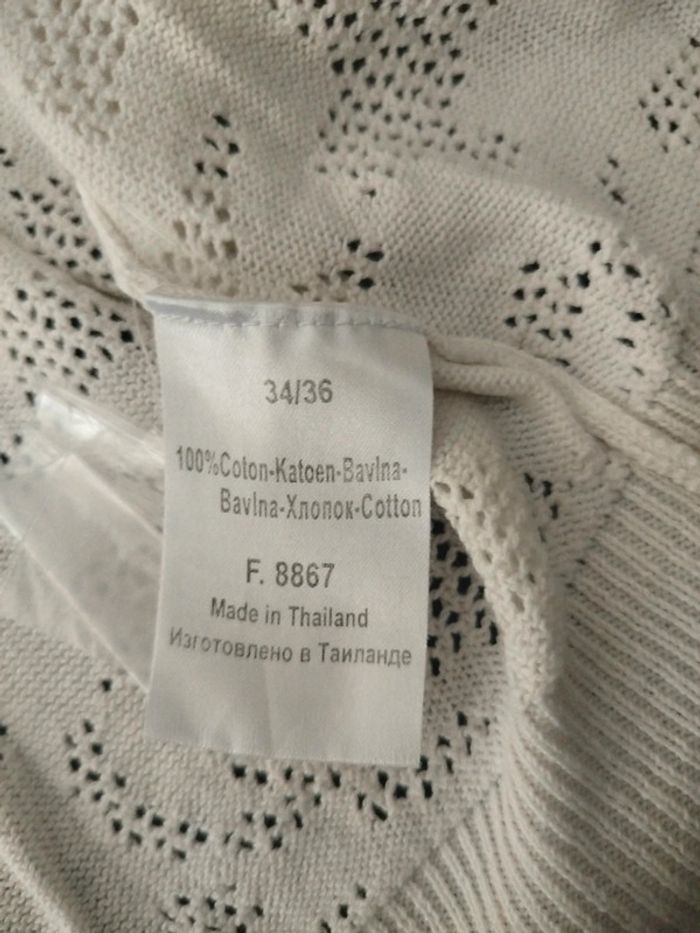 34/36
100%Coton-Katoen-Bavlna-
Bavlna-Хлопок-Cotton
F. 8867
Made in Thailand
Изготовлено в Таиланде